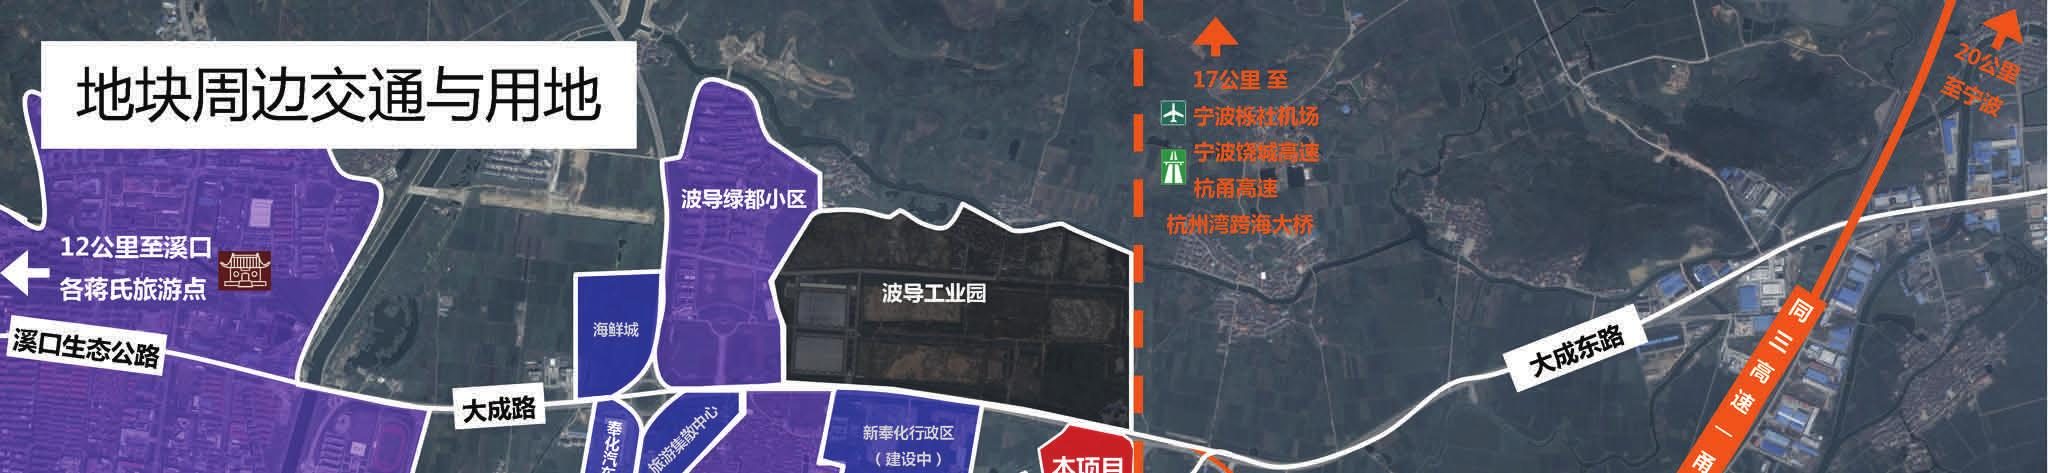 地块周边交通与用地
17公里 至
宁波栎社机场
宁波饶城高速
杭甬高速
杭州湾跨海大桥
20公里
至宁波
波导绿都小区
12公里至溪口
各蒋氏旅游点
波导工业园
海鲜城
溪口生态公路
大成路
大成东路
同三高速一甬
奉化汽车
旅游集散中心
新奉化行政区
（建设中）
本项目